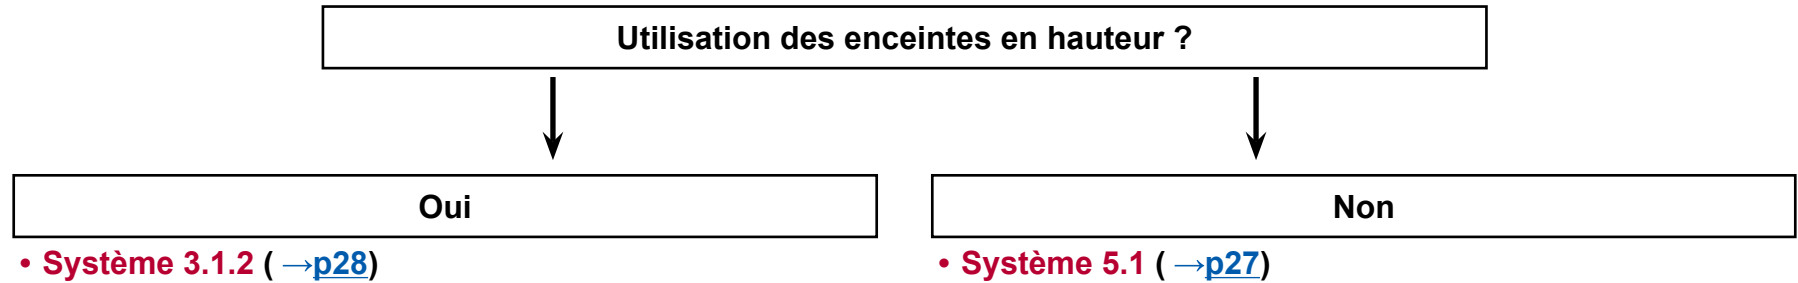 Utilisation des enceintes en hauteur ?
Oui
• Système 3.1.2 ( →p28)
Non
• Système 5.1 ( →p27)